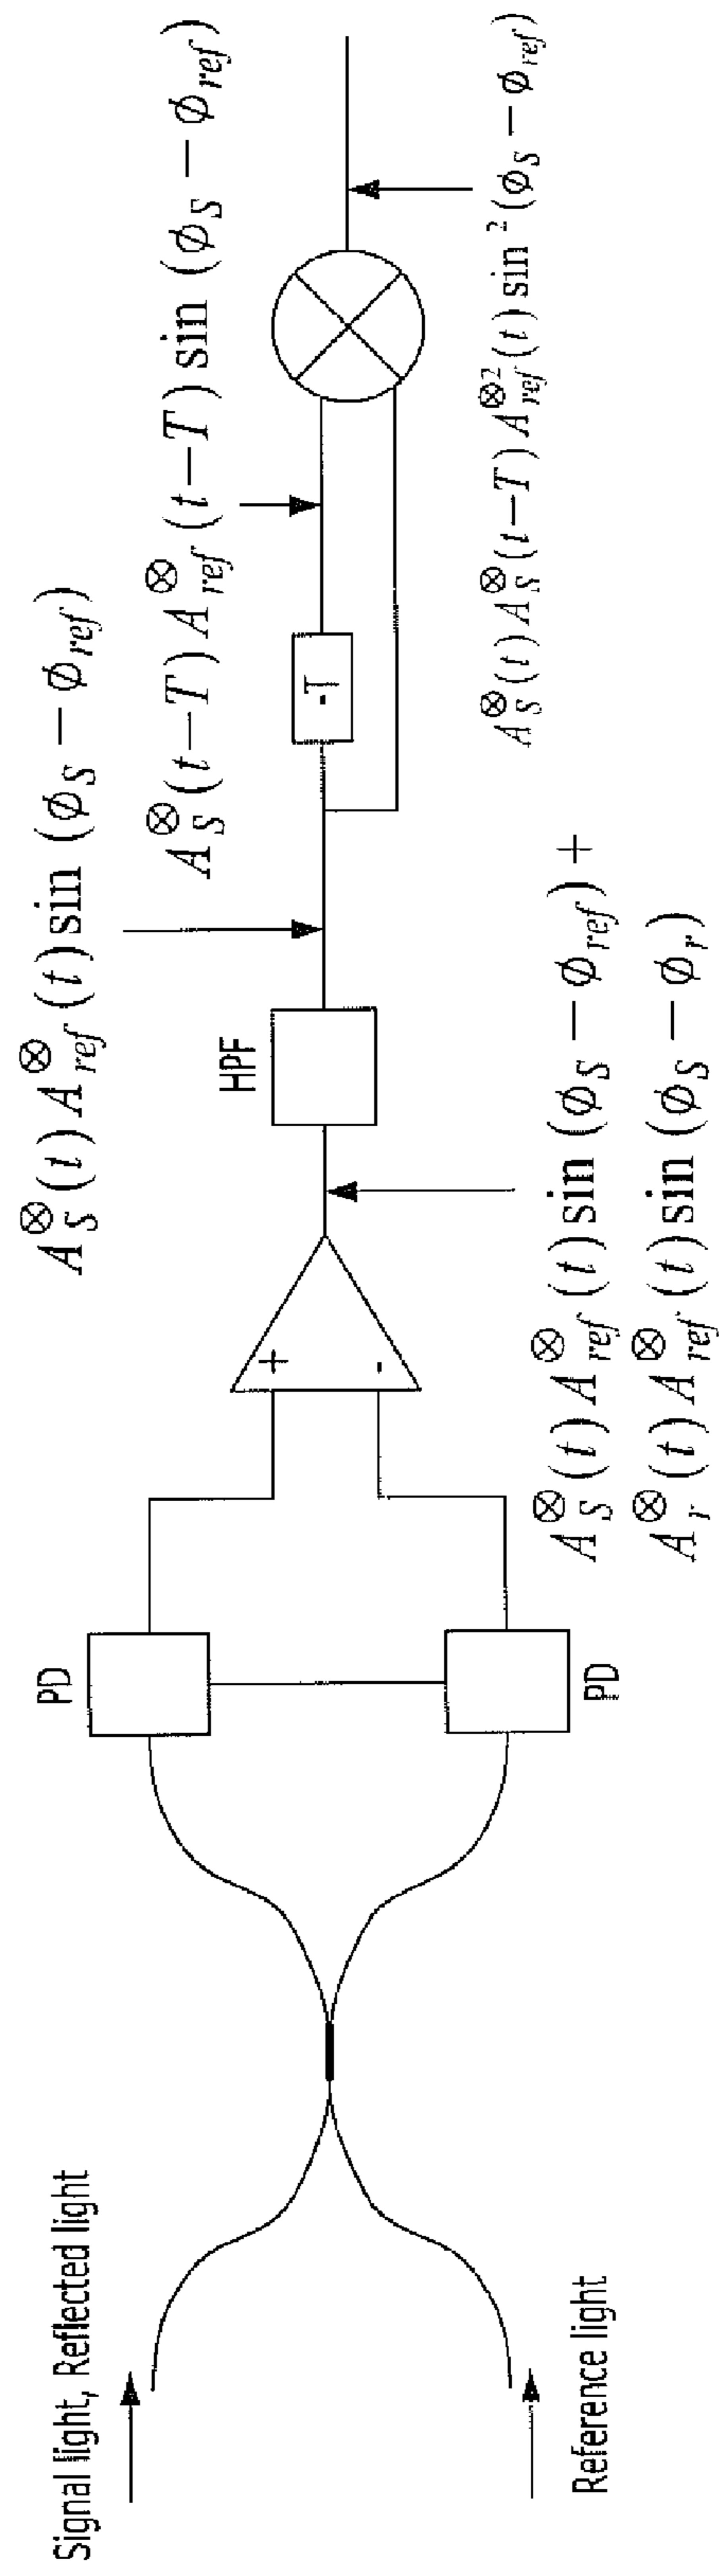 Signal light, Reflected light
Reference light
PD
PD
+
-
HPF
-T
A_S^⊗(t) A_ref^⊗(t) sin (ϕ_S − ϕ_ref) +
A_r^⊗(t) A_ref^⊗(t) sin (ϕ_S − ϕ_r)
A_S^⊗(t) A_ref^⊗(t) sin (ϕ_S − ϕ_ref)
A_S^⊗(t−T) A_ref^⊗(t−T) sin (ϕ_S − ϕ_ref)
A_S^⊗(t) A_S^⊗(t−T) A_ref^⊗2(t) sin ²(ϕ_S − ϕ_ref)